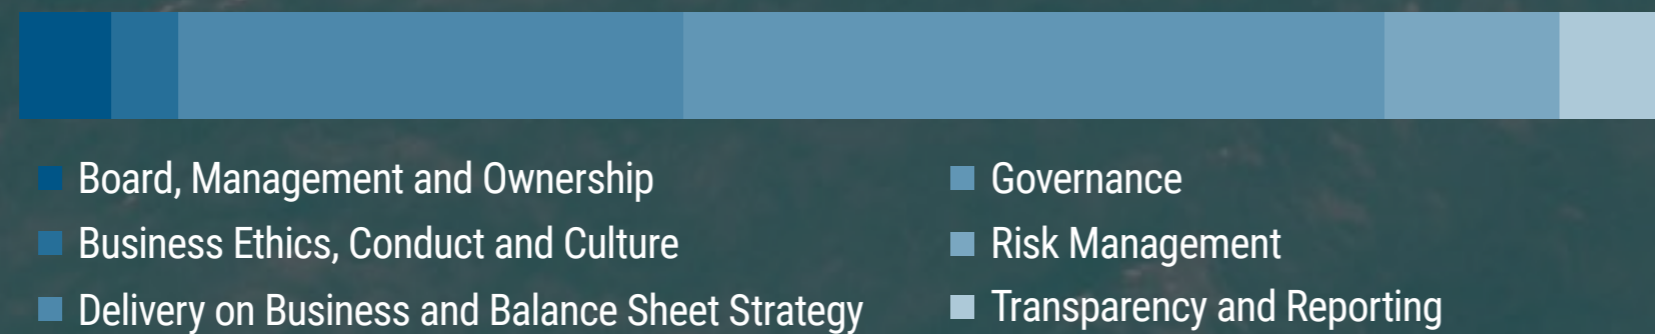 Board, Management and Ownership
Business Ethics, Conduct and Culture
Delivery on Business and Balance Sheet Strategy
Governance
Risk Management
Transparency and Reporting